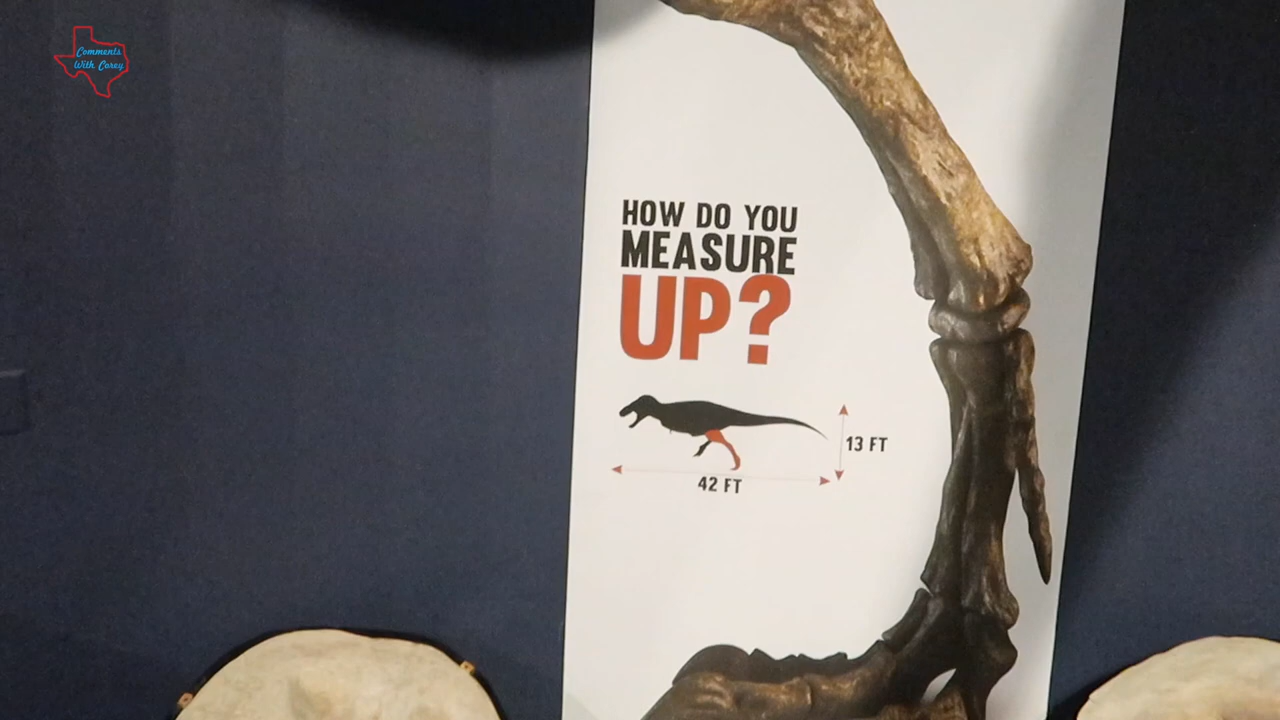 Comments
With Corey
HOW DO YOU
MEASURE
UP?
13 FT
42 FT